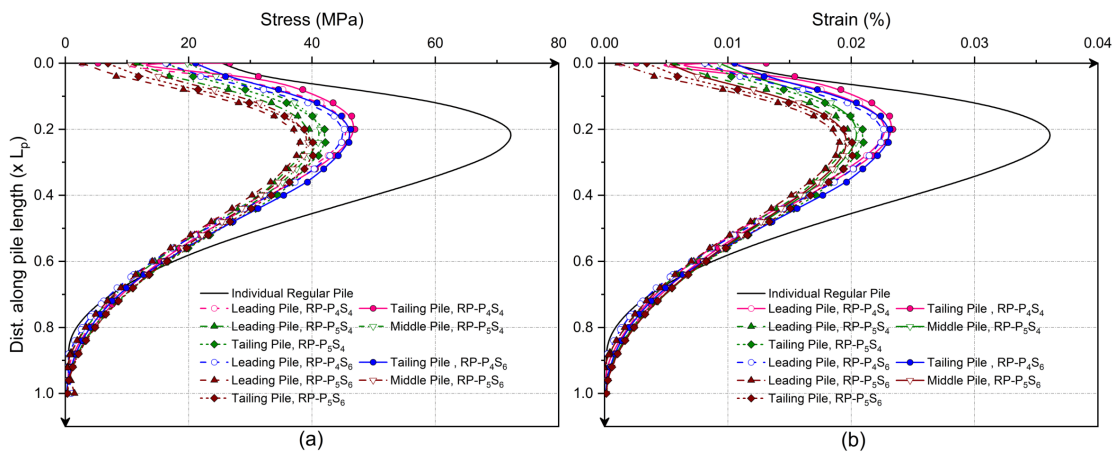 Stress (MPa)
0 20 40 60 80
0.0
0.2
0.4
0.6
0.8
1.0
Dist. along pile length (x Lₚ)
Individual Regular Pile
Leading Pile, RP-P₄S₄ Tailing Pile , RP-P₄S₄
Leading Pile, RP-P₅S₄ Middle Pile, RP-P₅S₄
Tailing Pile, RP-P₅S₄
Leading Pile, RP-P₄S₆ Tailing Pile , RP-P₄S₆
Leading Pile, RP-P₅S₆ Middle Pile, RP-P₅S₆
Tailing Pile, RP-P₅S₆
(a)
Strain (%)
0.00 0.01 0.02 0.03 0.04
0.0
0.2
0.4
0.6
0.8
1.0
Individual Regular Pile
Leading Pile, RP-P₄S₄ Tailing Pile , RP-P₄S₄
Leading Pile, RP-P₅S₄ Middle Pile, RP-P₅S₄
Tailing Pile, RP-P₅S₄
Leading Pile, RP-P₄S₆ Tailing Pile , RP-P₄S₆
Leading Pile, RP-P₅S₆ Middle Pile, RP-P₅S₆
Tailing Pile, RP-P₅S₆
(b)